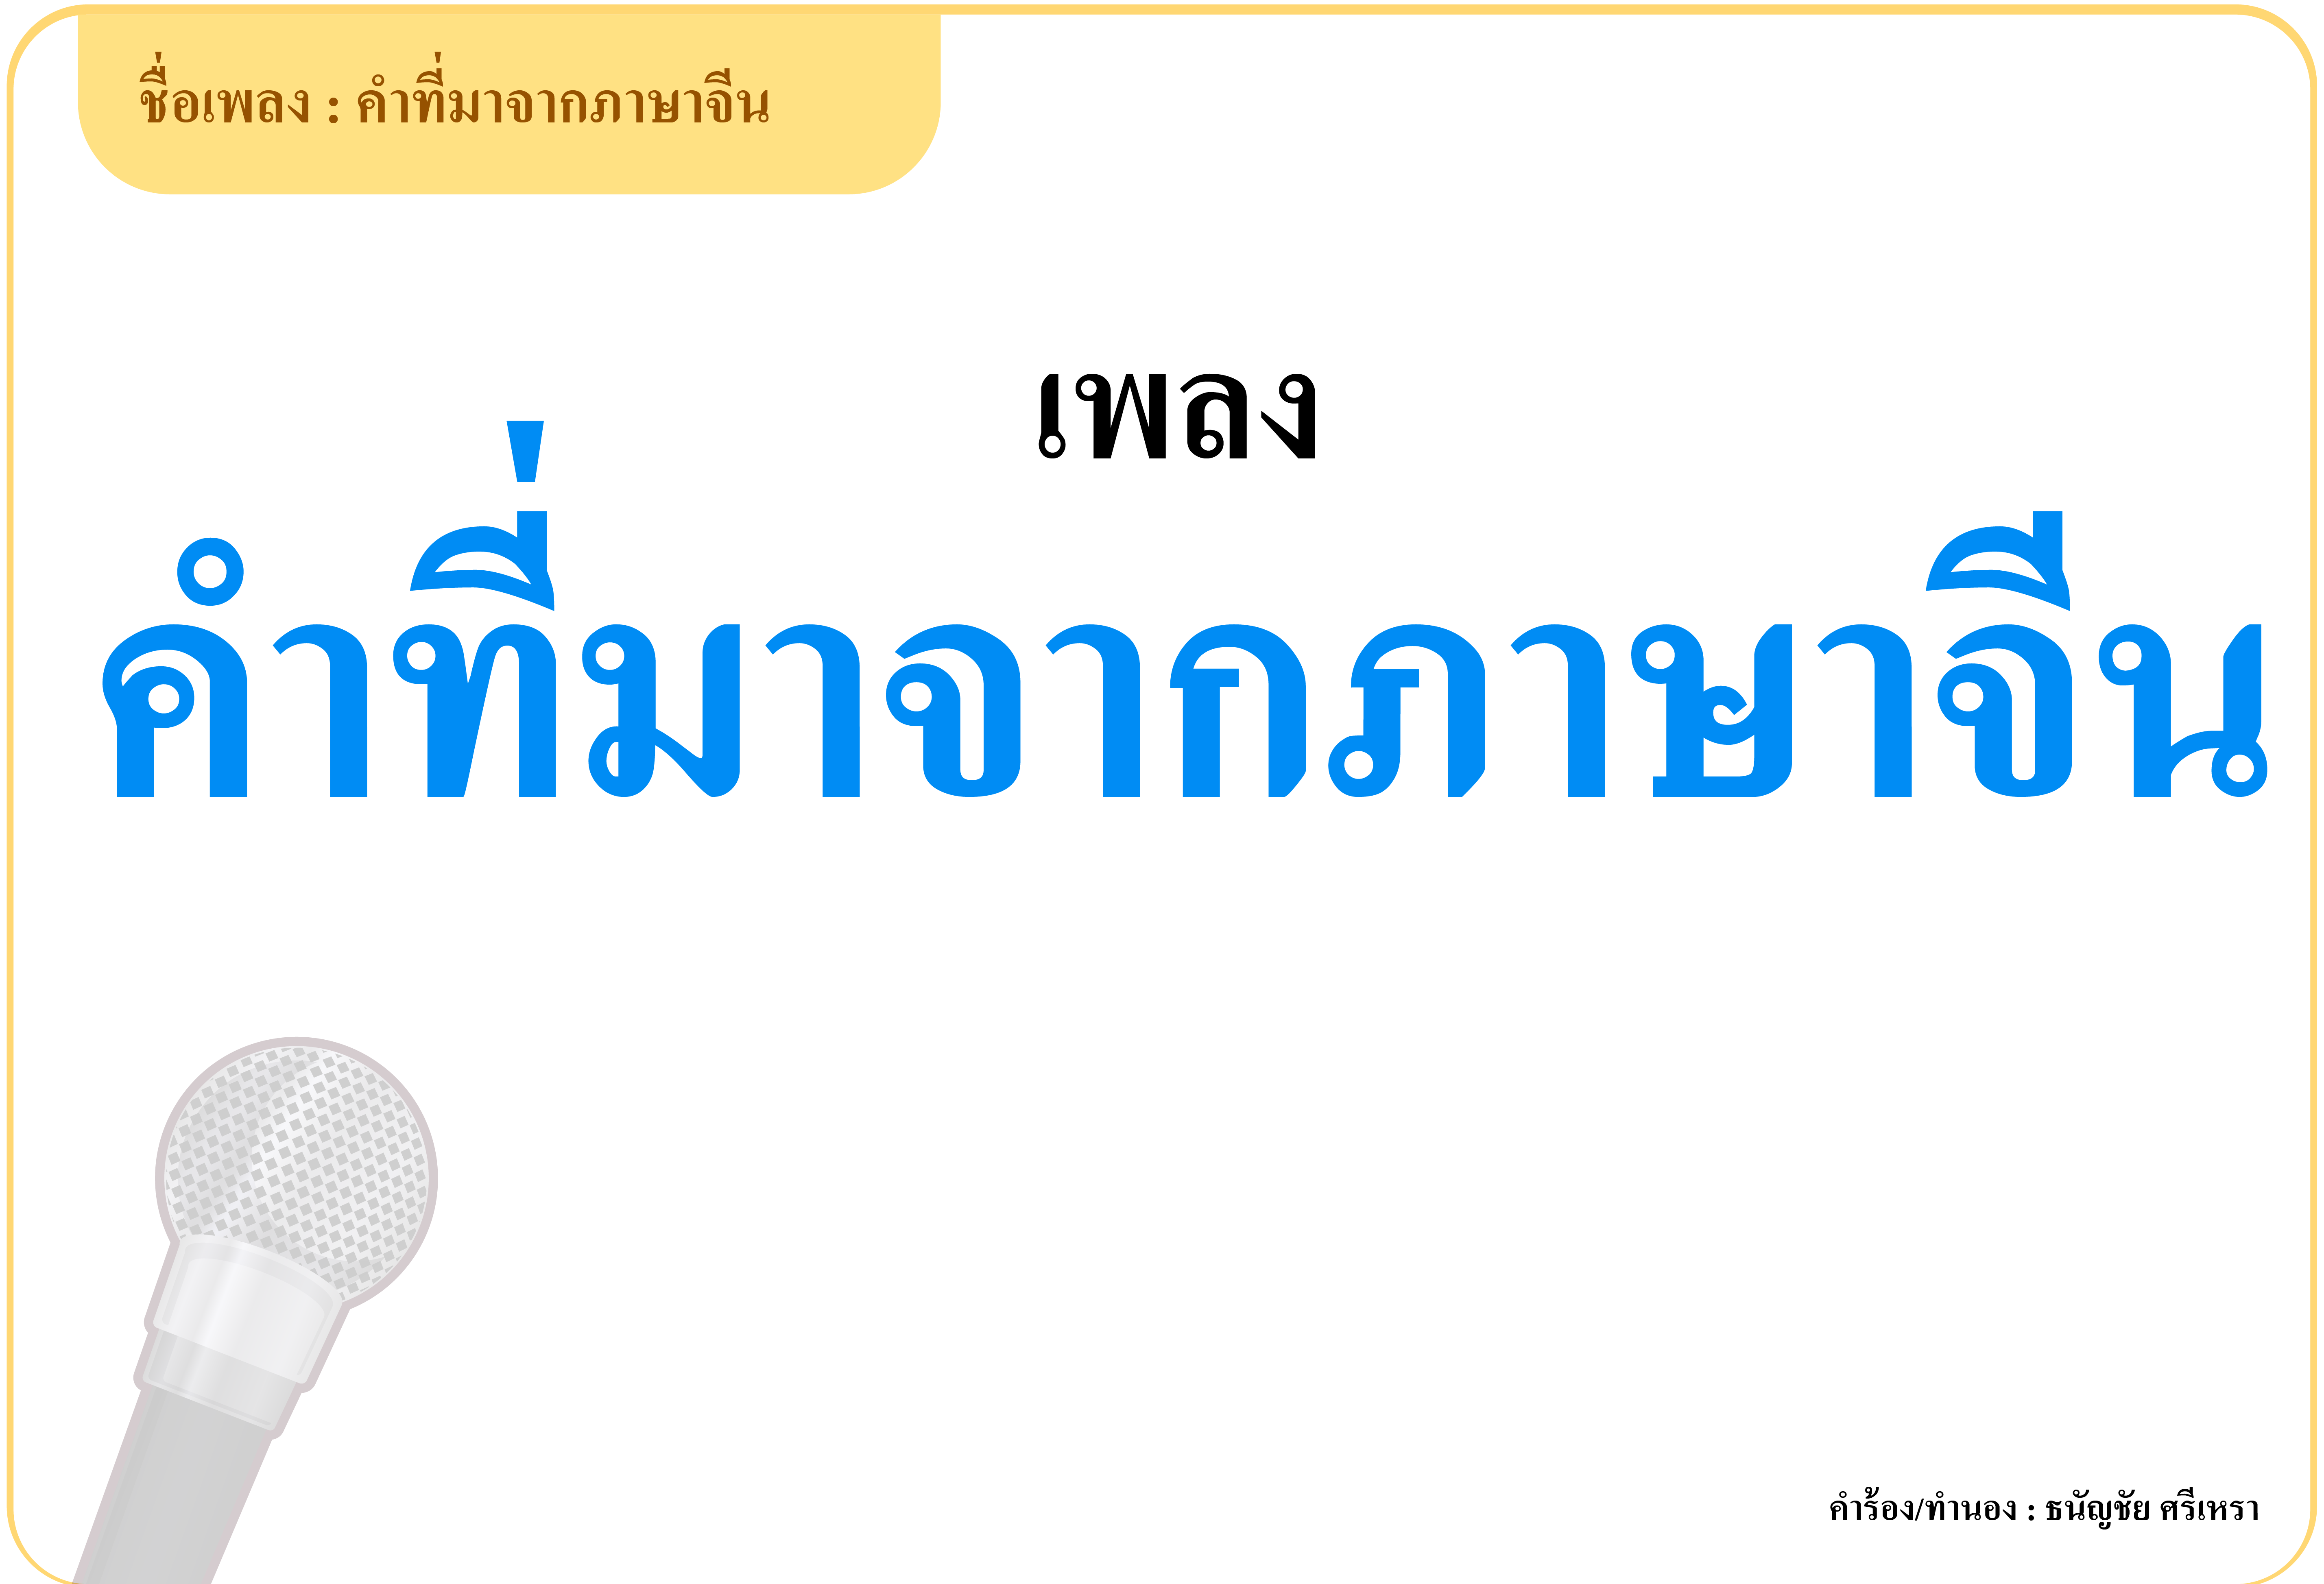 ชื่อเพลง : คำที่มาจากภาษาจีน
เพลง
คำที่มาจากภาษาจีน
คำร้อง/ทำนอง : ธนัญชัย ศรีเหรา